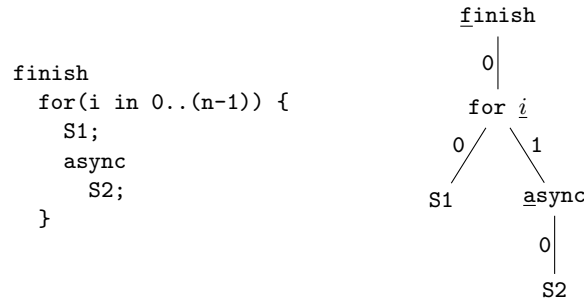 finish
for(i in 0..(n-1)) {
S1;
async
S2;
}
finish
0
for i
0 1
S1 async
0
S2